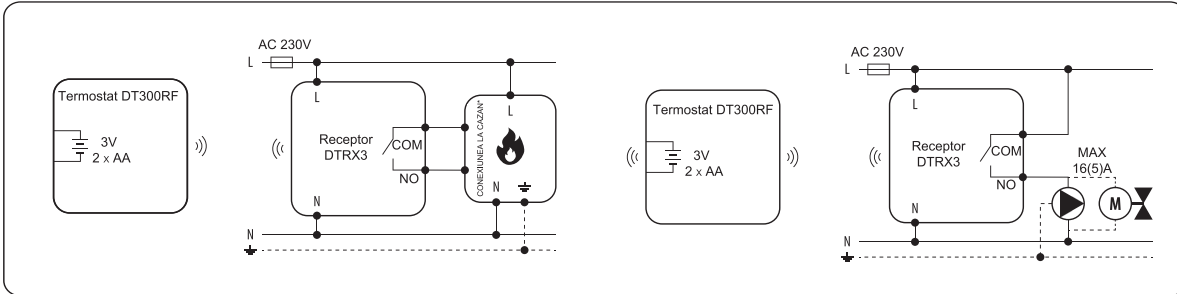 Termostat DT300RF
3V
2 x AA
AC 230V
L
L
Receptor
DTRX3
COM
NO
N
CONEXIUNEA LA CAZAN*
L
N
N
Termostat DT300RF
3V
2 x AA
AC 230V
L
L
Receptor
DTRX3
COM
NO
N
MAX
16(5)A
M
N